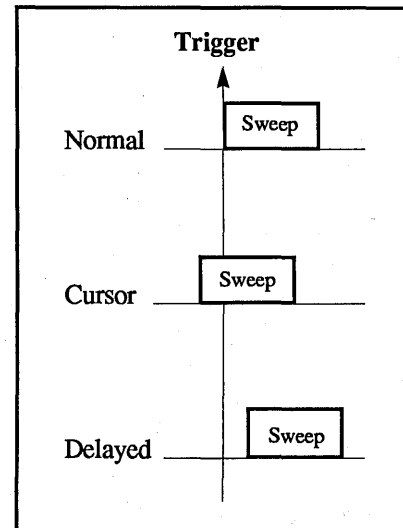 Trigger
Sweep
Normal
Sweep
Cursor
Sweep
Delayed